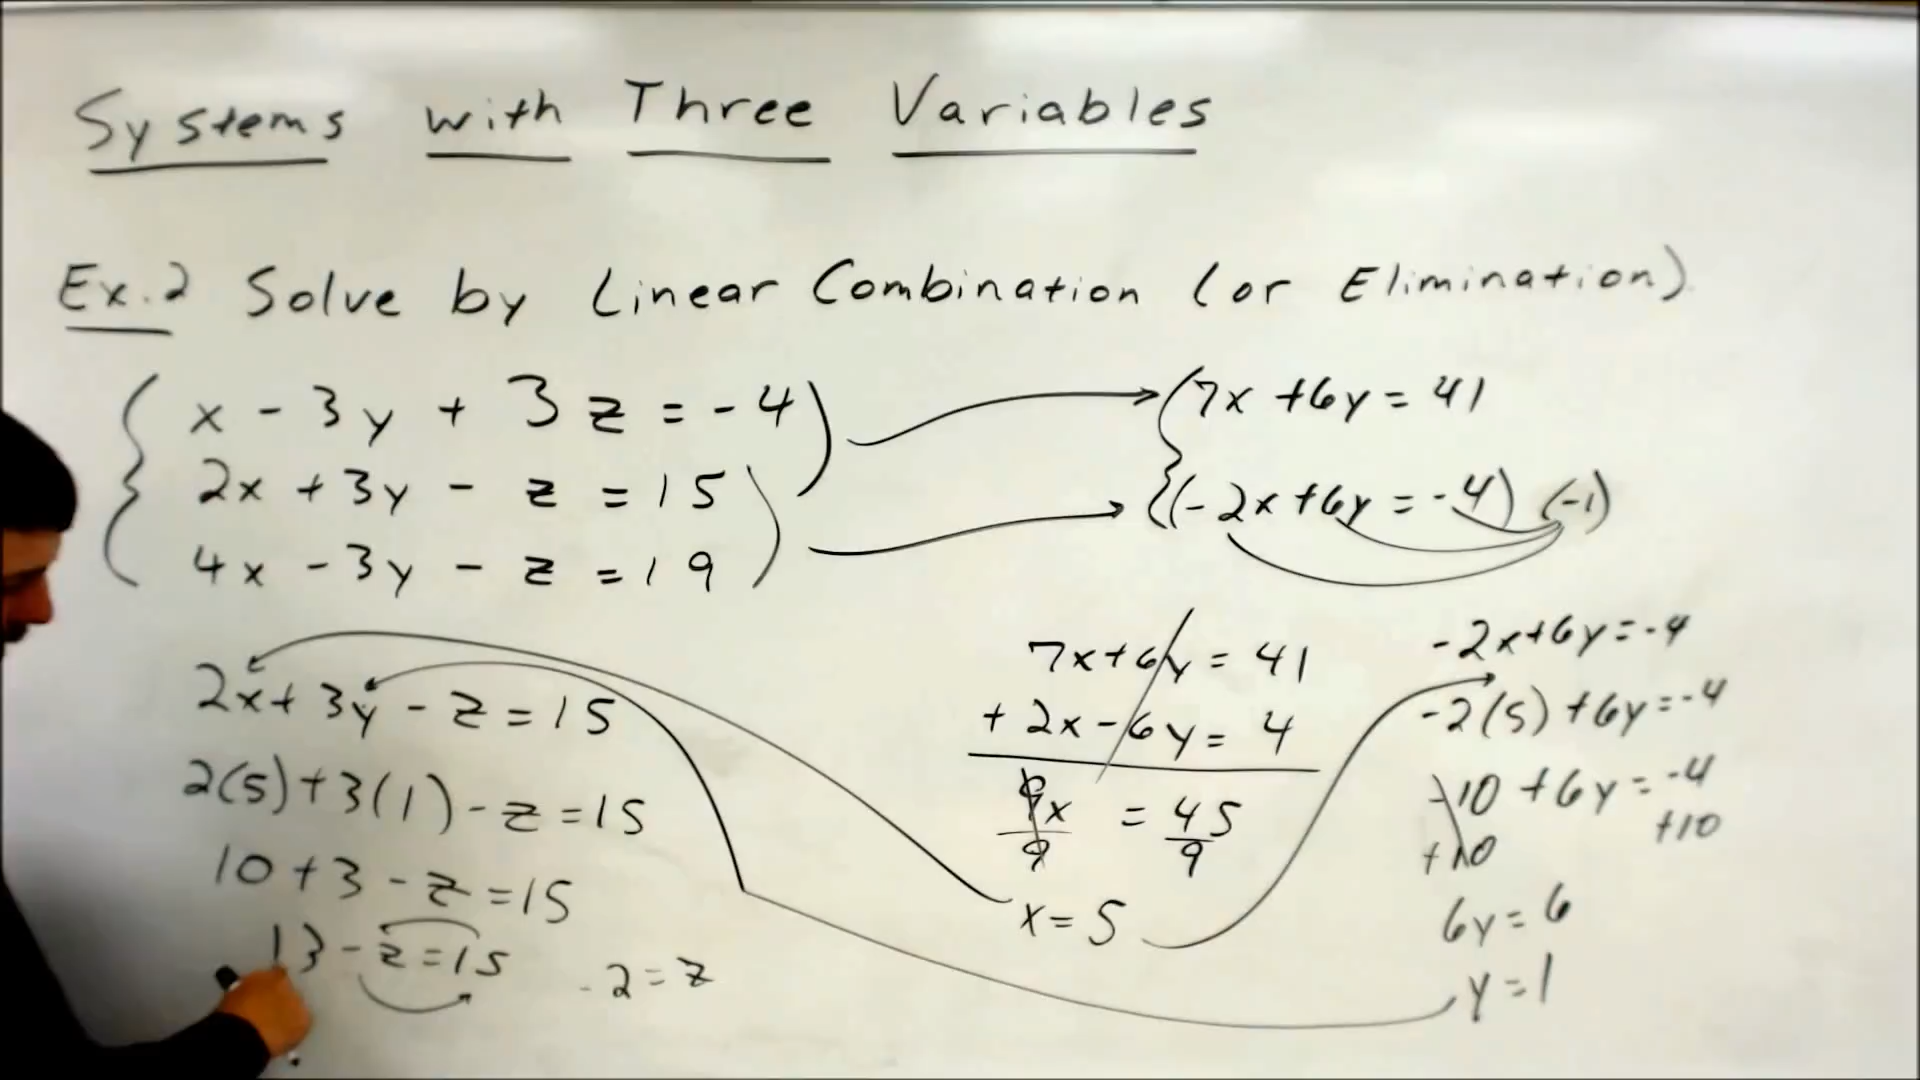 Systems with Three Variables
Ex.2 Solve by Linear Combination (or Elimination)
x - 3y + 3z = -4
2x + 3y - z = 15
4x - 3y - z = 19
7x + 6y = 41
(-2x + 6y = -4) (-1)
2x + 3y - z = 15
2(5) + 3(1) - z = 15
10 + 3 - z = 15
13 - z = 15
-2 = z
7x + 6y = 41
+ 2x - 6y = 4
9x = 45
9 9
x = 5
-2x + 6y = -4
-2(5) + 6y = -4
-10 + 6y = -4
+10 +10
6y = 6
y = 1